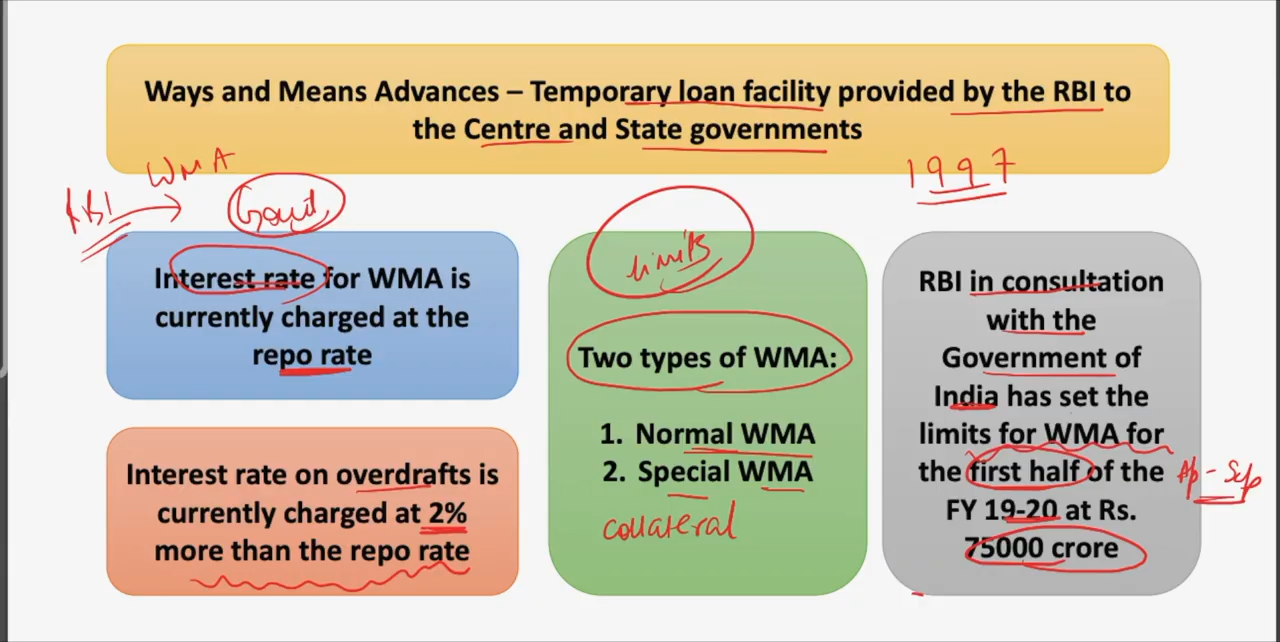 Ways and Means Advances – Temporary loan facility provided by the RBI to
the Centre and State governments
1997
WMA
RBI
Govt
Interest rate for WMA is
currently charged at the
repo rate
Interest rate on overdrafts is
currently charged at 2%
more than the repo rate
limits
Two types of WMA:
1. Normal WMA
2. Special WMA
collateral
RBI in consultation
with the
Government of
India has set the
limits for WMA for
the first half of the
FY 19-20 at Rs.
75000 crore
Ap - Sep